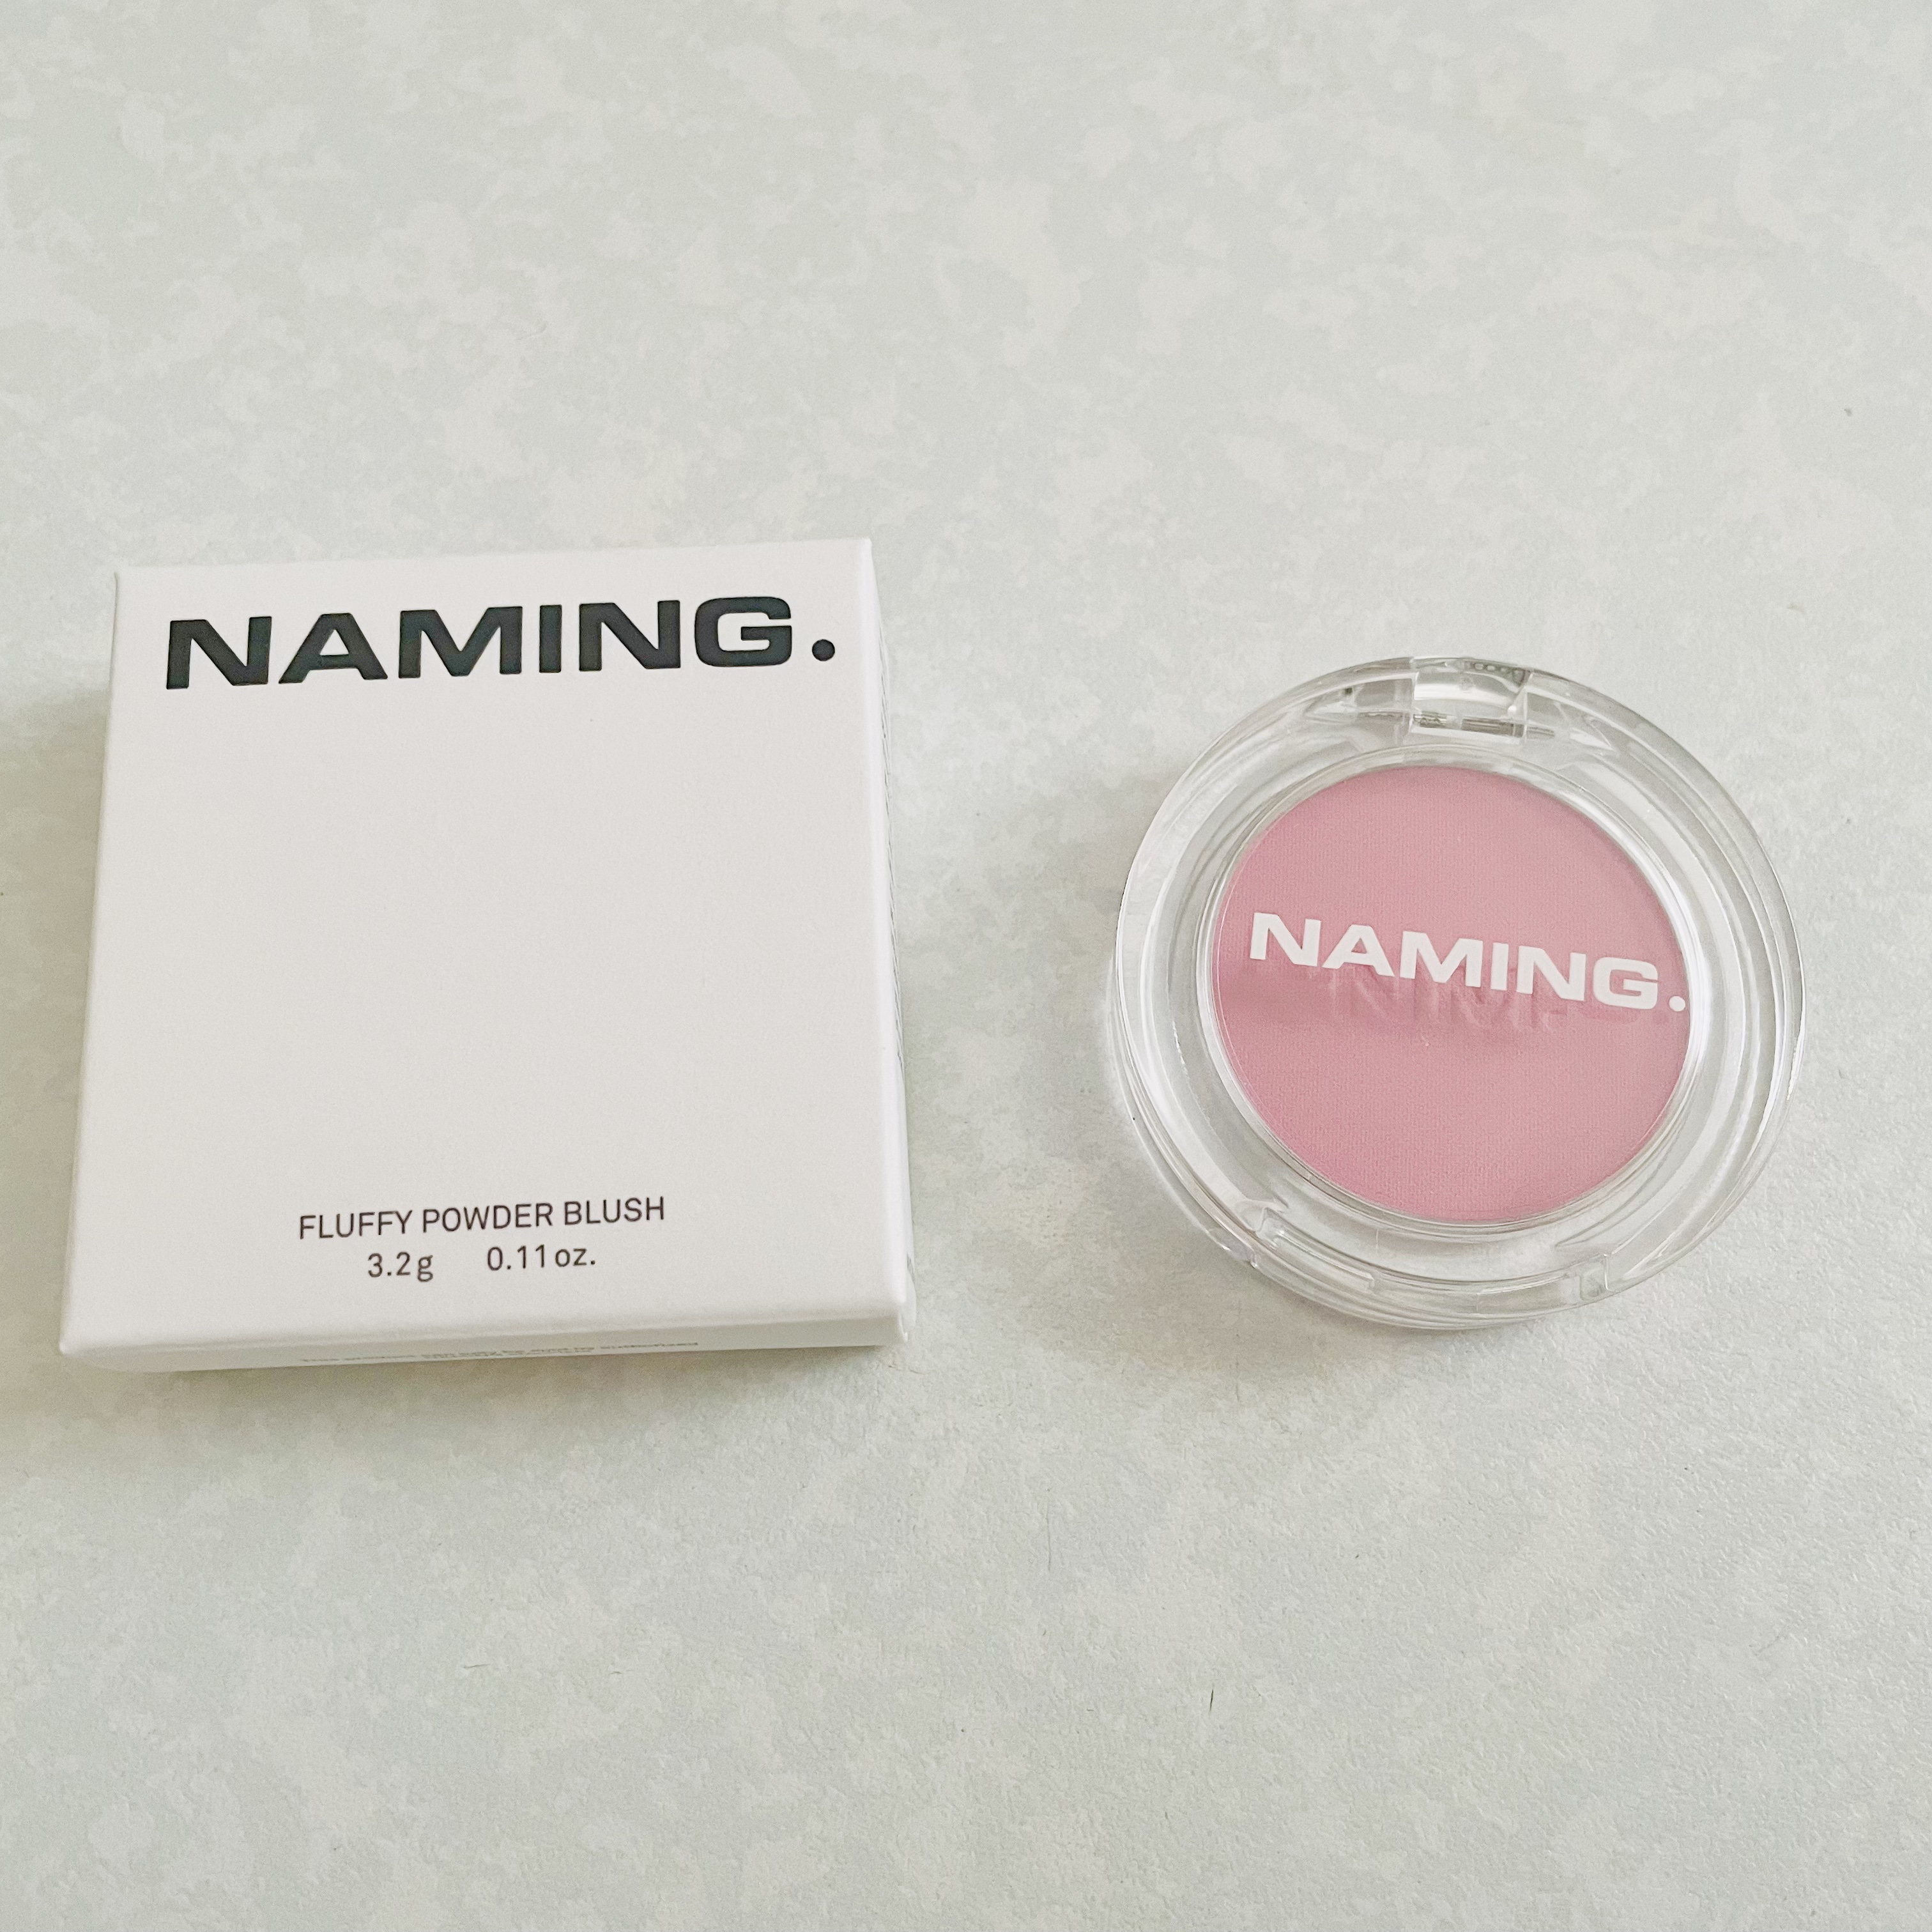 NAMING.
FLUFFY POWDER BLUSH
3.2g 0.11oz.
NAMING.